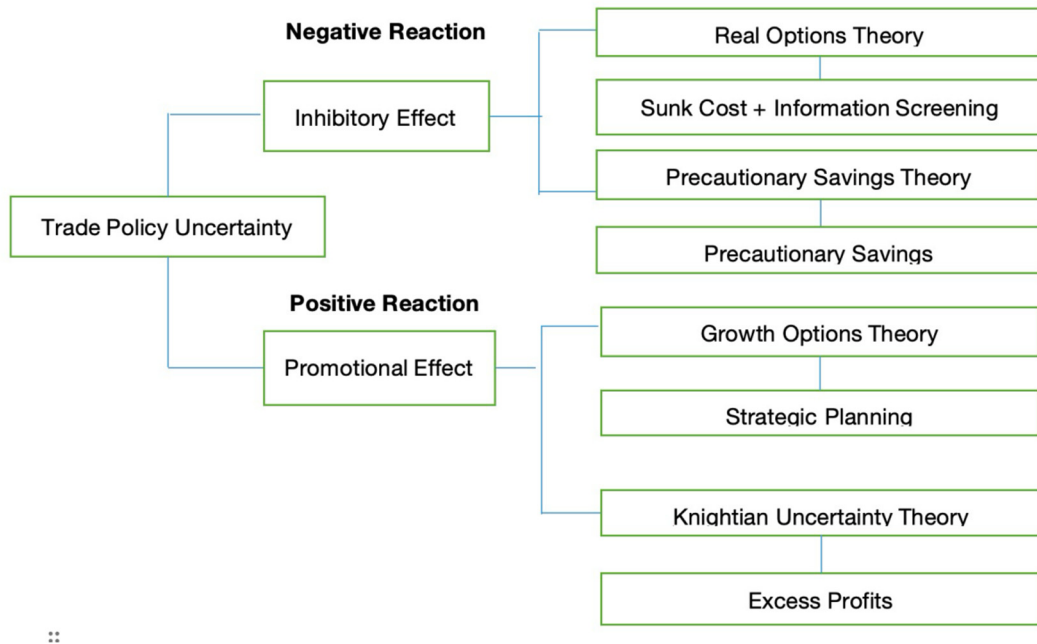 Negative Reaction
Real Options Theory
Inhibitory Effect
Sunk Cost + Information Screening
Precautionary Savings Theory
Trade Policy Uncertainty
Precautionary Savings
Positive Reaction
Growth Options Theory
Promotional Effect
Strategic Planning
Knightian Uncertainty Theory
Excess Profits